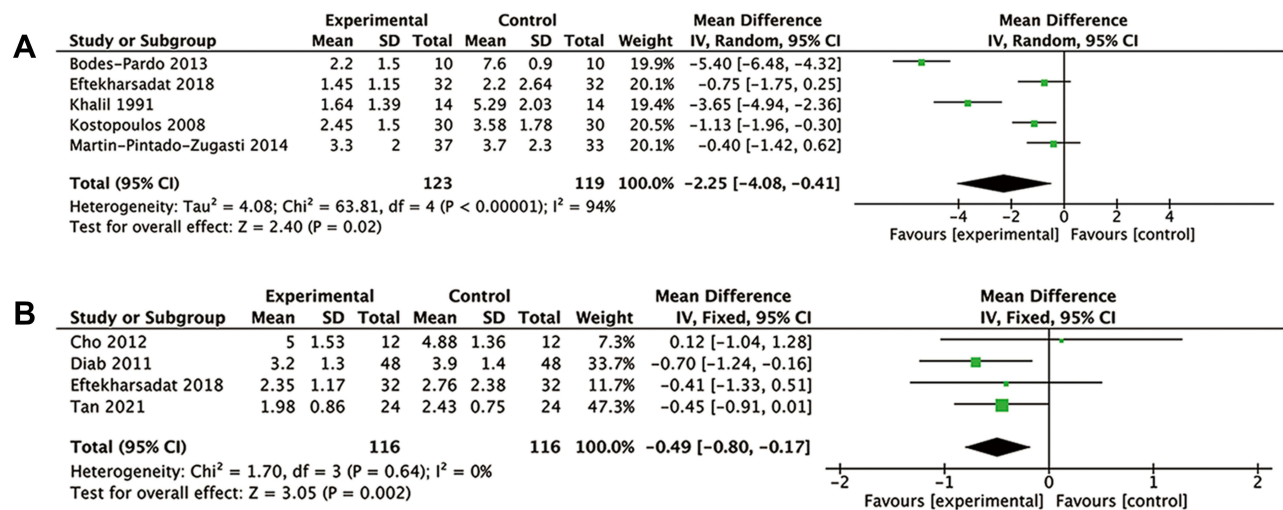 A
Experimental Control Mean Difference Mean Difference
Study or Subgroup Mean SD Total Mean SD Total Weight IV, Random, 95% CI IV, Random, 95% CI
Bodes-Pardo 2013 2.2 1.5 10 7.6 0.9 10 19.9% −5.40 [−6.48, −4.32]
Eftekharsadat 2018 1.45 1.15 32 2.2 2.64 32 20.1% −0.75 [−1.75, 0.25]
Khalil 1991 1.64 1.39 14 5.29 2.03 14 19.4% −3.65 [−4.94, −2.36]
Kostopoulos 2008 2.45 1.5 30 3.58 1.78 30 20.5% −1.13 [−1.96, −0.30]
Martin-Pintado-Zugasti 2014 3.3 2 37 3.7 2.3 33 20.1% −0.40 [−1.42, 0.62]
Total (95% CI) 123 119 100.0% −2.25 [−4.08, −0.41]
Heterogeneity: Tau² = 4.08; Chi² = 63.81, df = 4 (P < 0.00001); I² = 94%
Test for overall effect: Z = 2.40 (P = 0.02)
−4 −2 0 2 4
Favours [experimental] Favours [control]
B
Experimental Control Mean Difference Mean Difference
Study or Subgroup Mean SD Total Mean SD Total Weight IV, Fixed, 95% CI IV, Fixed, 95% CI
Cho 2012 5 1.53 12 4.88 1.36 12 7.3% 0.12 [−1.04, 1.28]
Diab 2011 3.2 1.3 48 3.9 1.4 48 33.7% −0.70 [−1.24, −0.16]
Eftekharsadat 2018 2.35 1.17 32 2.76 2.38 32 11.7% −0.41 [−1.33, 0.51]
Tan 2021 1.98 0.86 24 2.43 0.75 24 47.3% −0.45 [−0.91, 0.01]
Total (95% CI) 116 116 100.0% −0.49 [−0.80, −0.17]
Heterogeneity: Chi² = 1.70, df = 3 (P = 0.64); I² = 0%
Test for overall effect: Z = 3.05 (P = 0.002)
−2 −1 0 1 2
Favours [experimental] Favours [control]